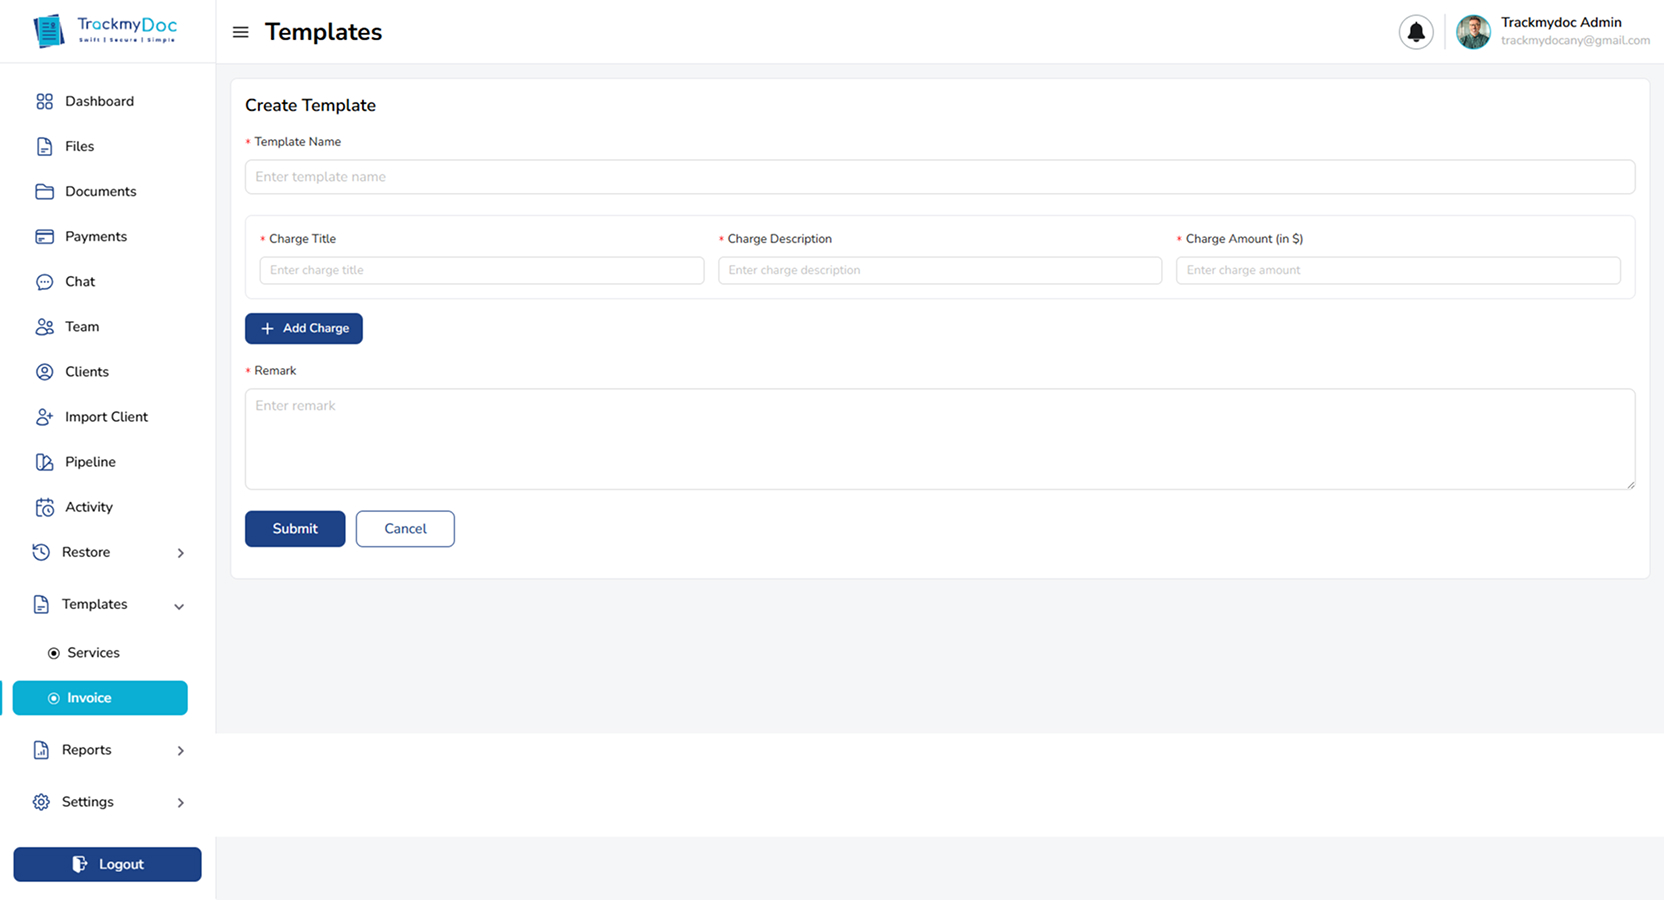 TrackmyDoc
Swift | Secure | Simple
Templates
Trackmydoc Admin
trackmydocany@gmail.com
Dashboard
Files
Documents
Payments
Chat
Team
Clients
Import Client
Pipeline
Activity
Restore
Templates
Services
Invoice
Reports
Settings
Logout
Create Template
* Template Name
Enter template name
* Charge Title
* Charge Description
* Charge Amount (in $)
Enter charge title
Enter charge description
Enter charge amount
+ Add Charge
* Remark
Enter remark
Submit
Cancel